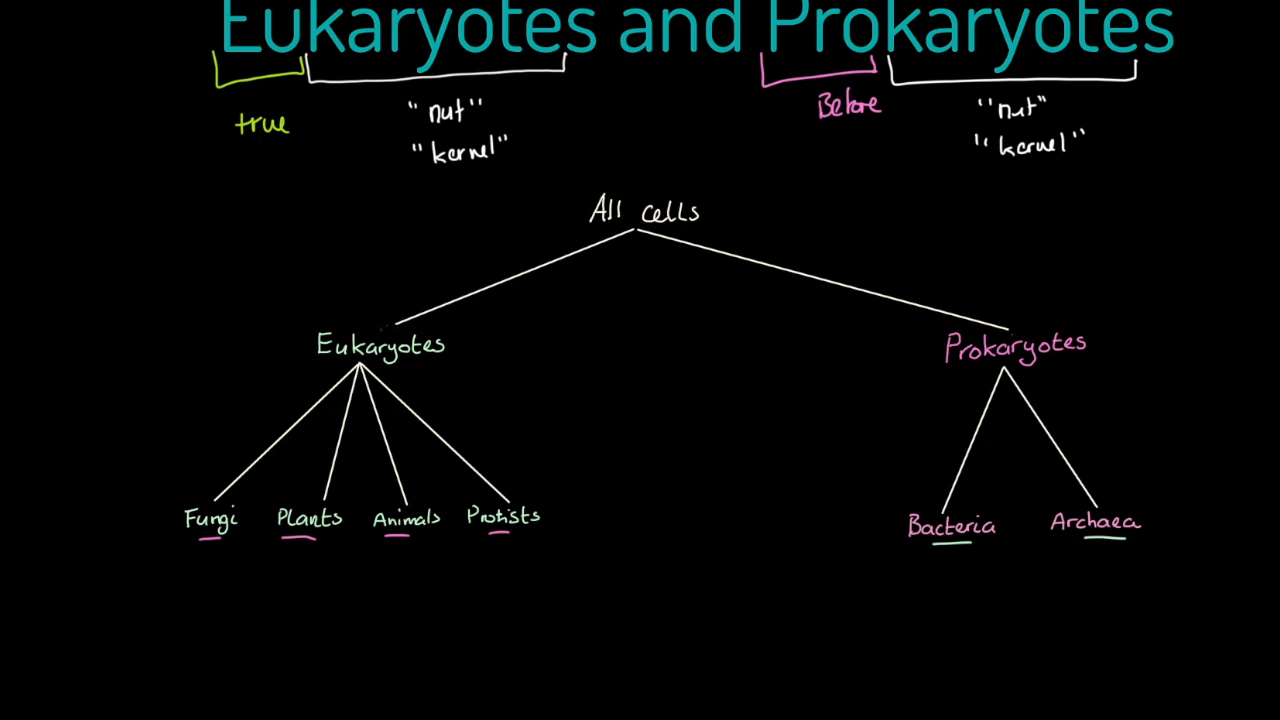 Eukaryotes and Prokaryotes
true "nut" Before "nut"
"kernel" "kernel"
All cells
Eukaryotes Prokaryotes
Fungi Plants Animals Protists Bacteria Archaea